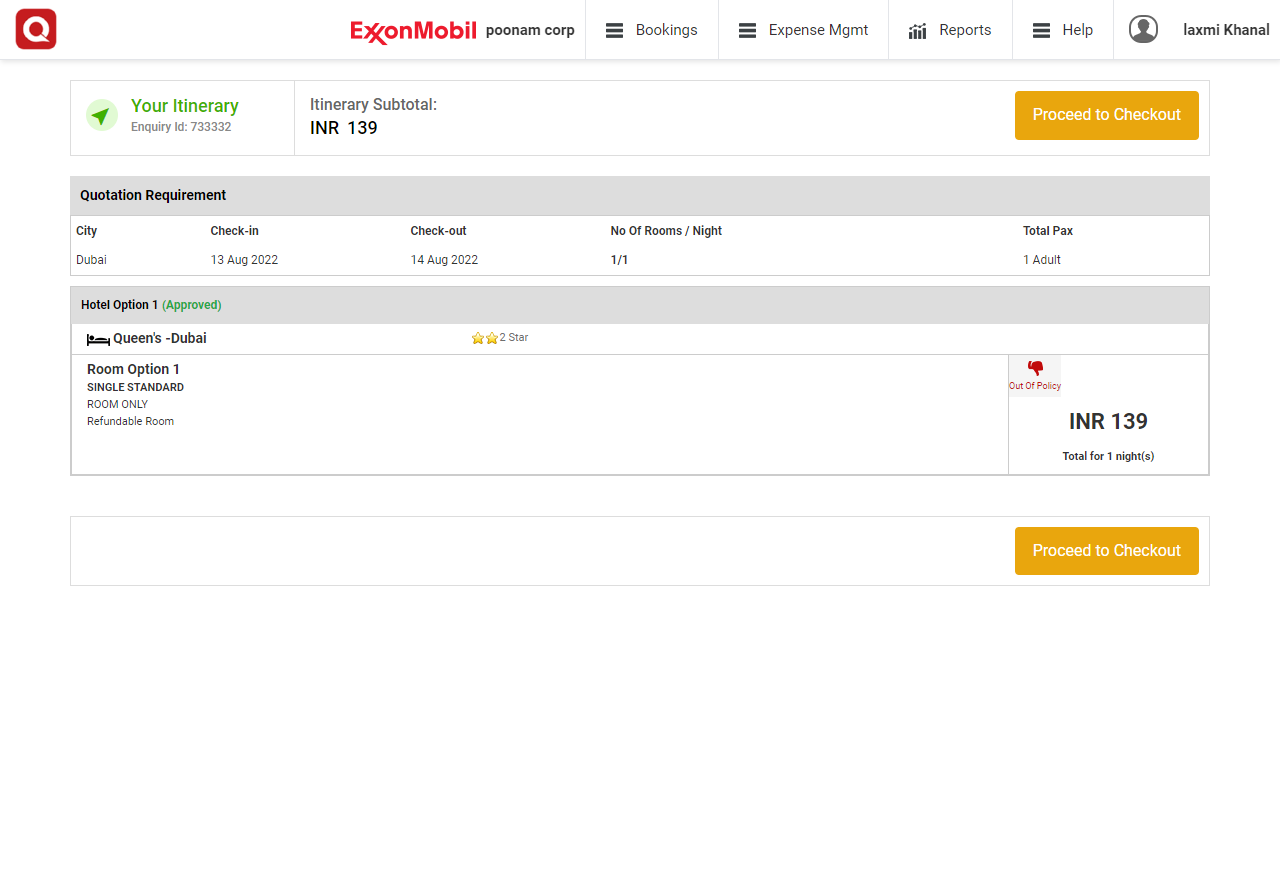 ExxonMobil poonam corp Bookings Expense Mgmt Reports Help laxmi Khanal
Your Itinerary
Enquiry Id: 733332
Itinerary Subtotal:
INR 139
Proceed to Checkout
Quotation Requirement
City Check-in Check-out No Of Rooms / Night Total Pax
Dubai 13 Aug 2022 14 Aug 2022 1/1 1 Adult
Hotel Option 1 (Approved)
Queen's -Dubai 2 Star
Room Option 1
SINGLE STANDARD
ROOM ONLY
Refundable Room
Out Of Policy
INR 139
Total for 1 night(s)
Proceed to Checkout